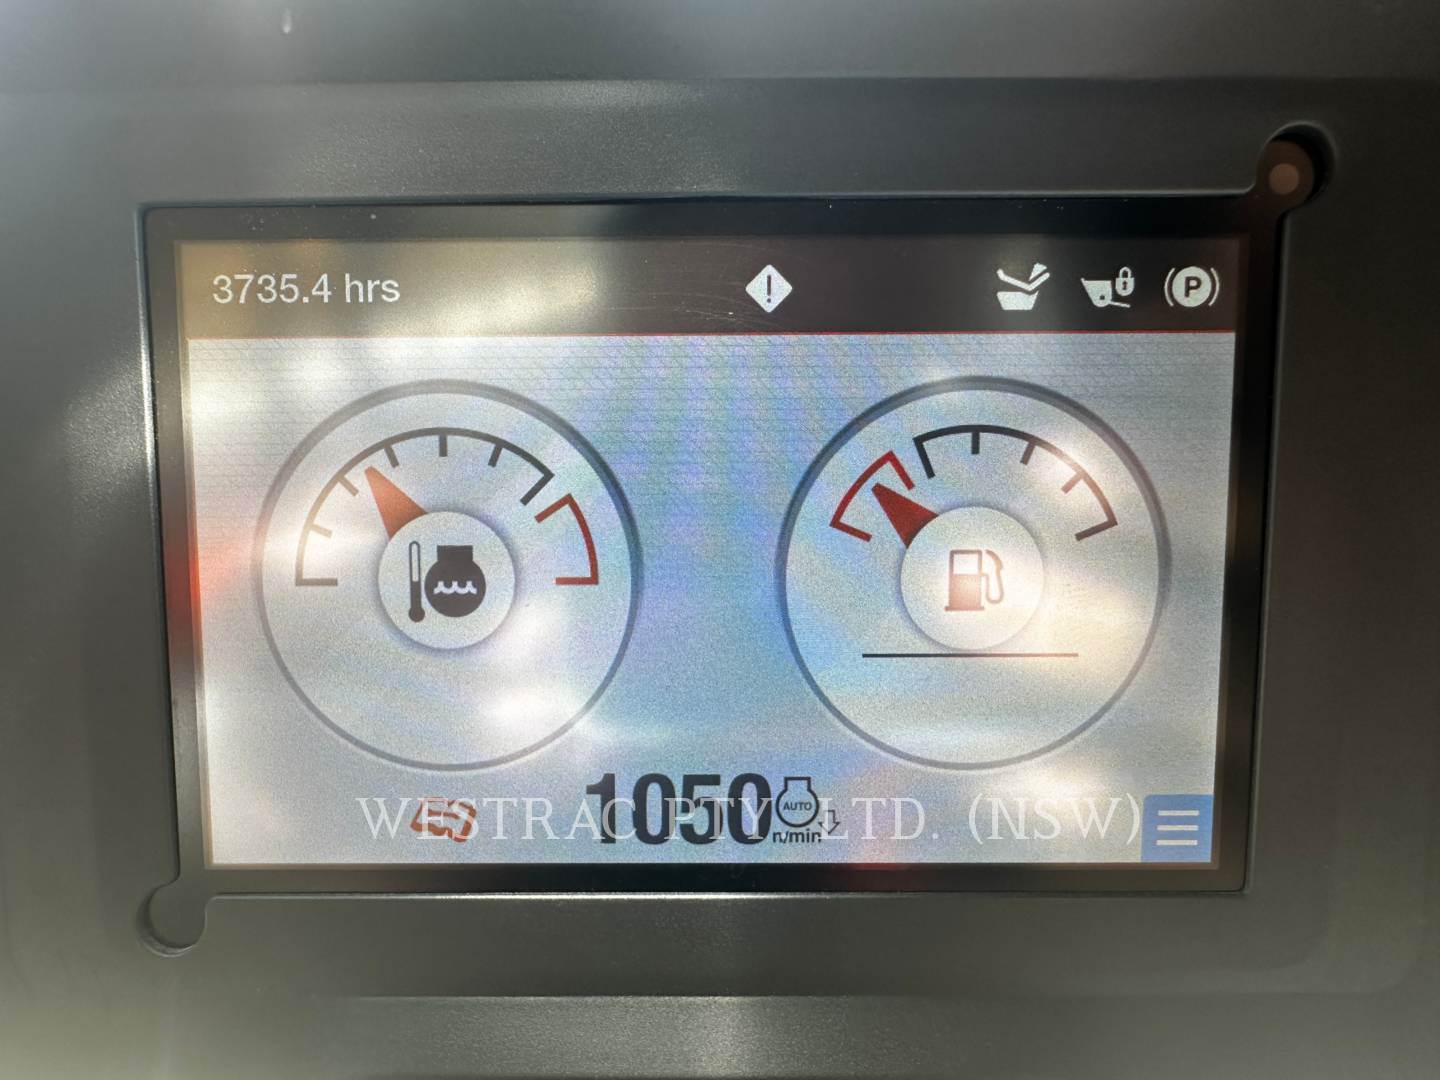 3735.4 hrs
P
AUTO
1050 n/min
WESTRAC PTY. LTD. (NSW)